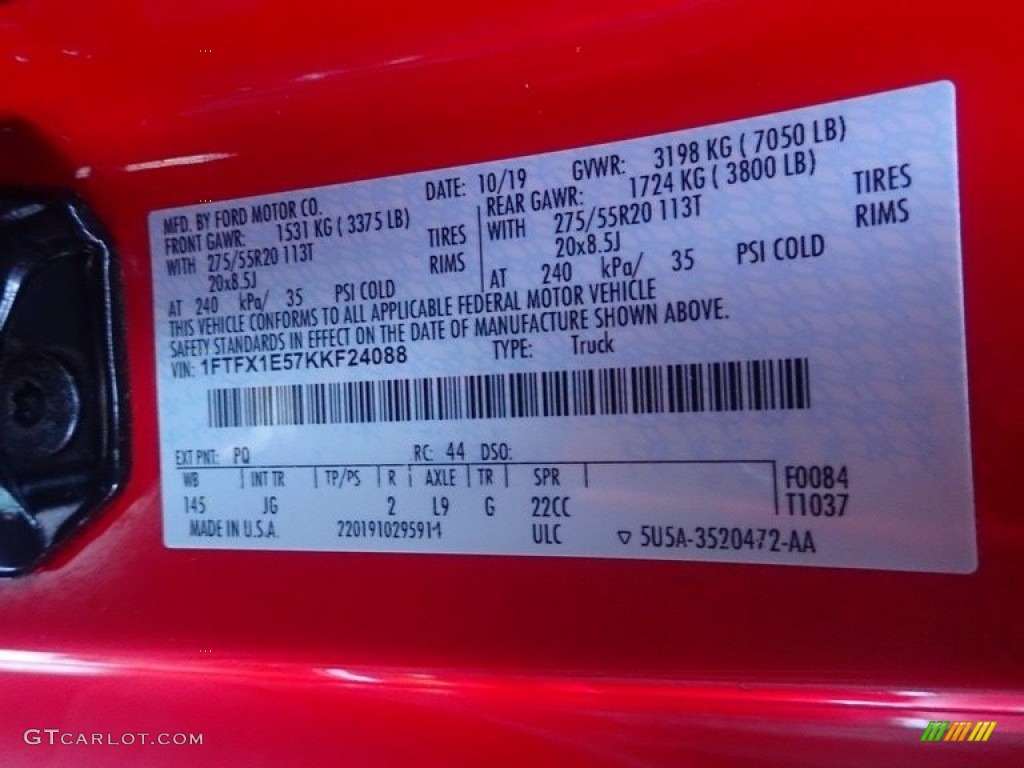 DATE: 10/19 GVWR: 3198 KG ( 7050 LB)
MFD. BY FORD MOTOR CO.
FRONT GAWR: 1531 KG ( 3375 LB)
WITH 275/55R20 113T TIRES
20x8.5J RIMS
AT 240 kPa/ 35 PSI COLD
REAR GAWR: 1724 KG ( 3800 LB)
WITH 275/55R20 113T TIRES
20x8.5J RIMS
AT 240 kPa/ 35 PSI COLD
THIS VEHICLE CONFORMS TO ALL APPLICABLE FEDERAL MOTOR VEHICLE
SAFETY STANDARDS IN EFFECT ON THE DATE OF MANUFACTURE SHOWN ABOVE.
VIN: 1FTFX1E57KKF24088 TYPE: Truck
EXT PNT: PQ RC: 44 DSO:
WB INT TR TP/PS R AXLE TR SPR F0084
145 JG 2 L9 G 22CC T1037
MADE IN U.S.A. 2201910295914 ULC ▽ 5U5A-3520472-AA
GTCARLOT.COM